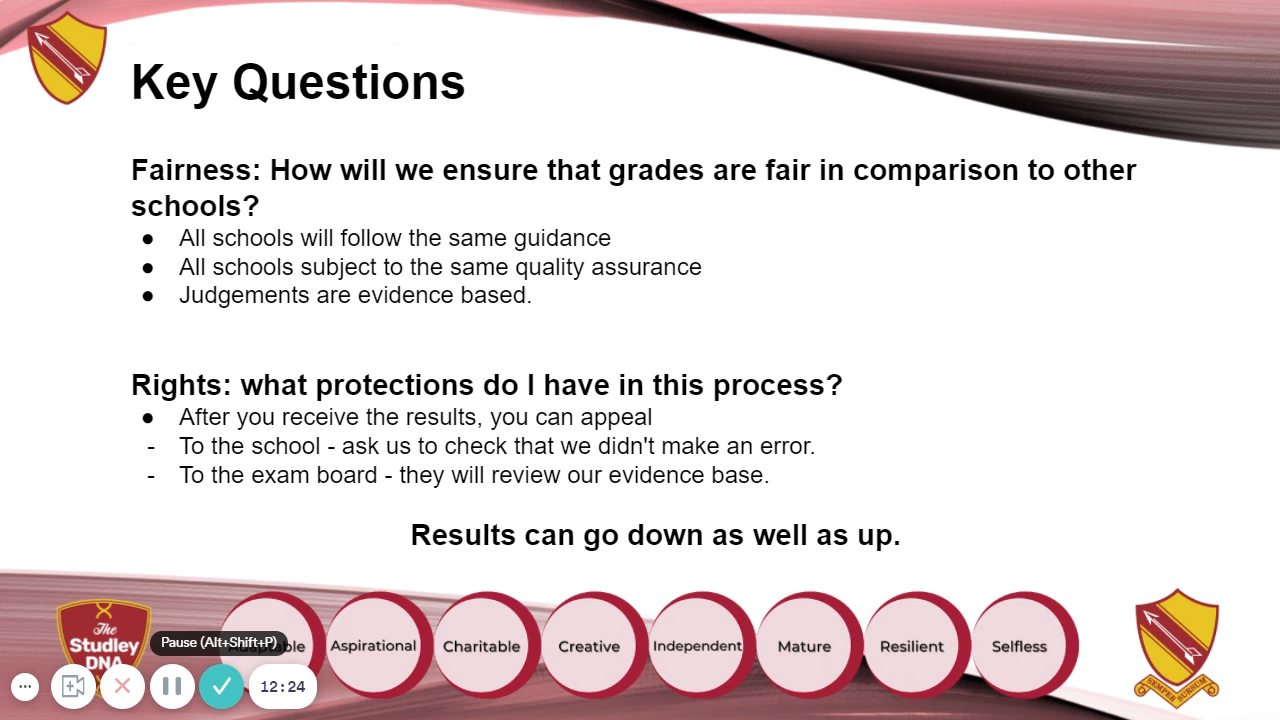 Key Questions
Fairness: How will we ensure that grades are fair in comparison to other
schools?
● All schools will follow the same guidance
● All schools subject to the same quality assurance
● Judgements are evidence based.
Rights: what protections do I have in this process?
● After you receive the results, you can appeal
- To the school - ask us to check that we didn't make an error.
- To the exam board - they will review our evidence base.
Results can go down as well as up.
The
Studley
DNA
Pause (Alt+Shift+P)
Adaptable
Aspirational
Charitable
Creative
Independent
Mature
Resilient
Selfless
12:24
SEMPER SURSUM